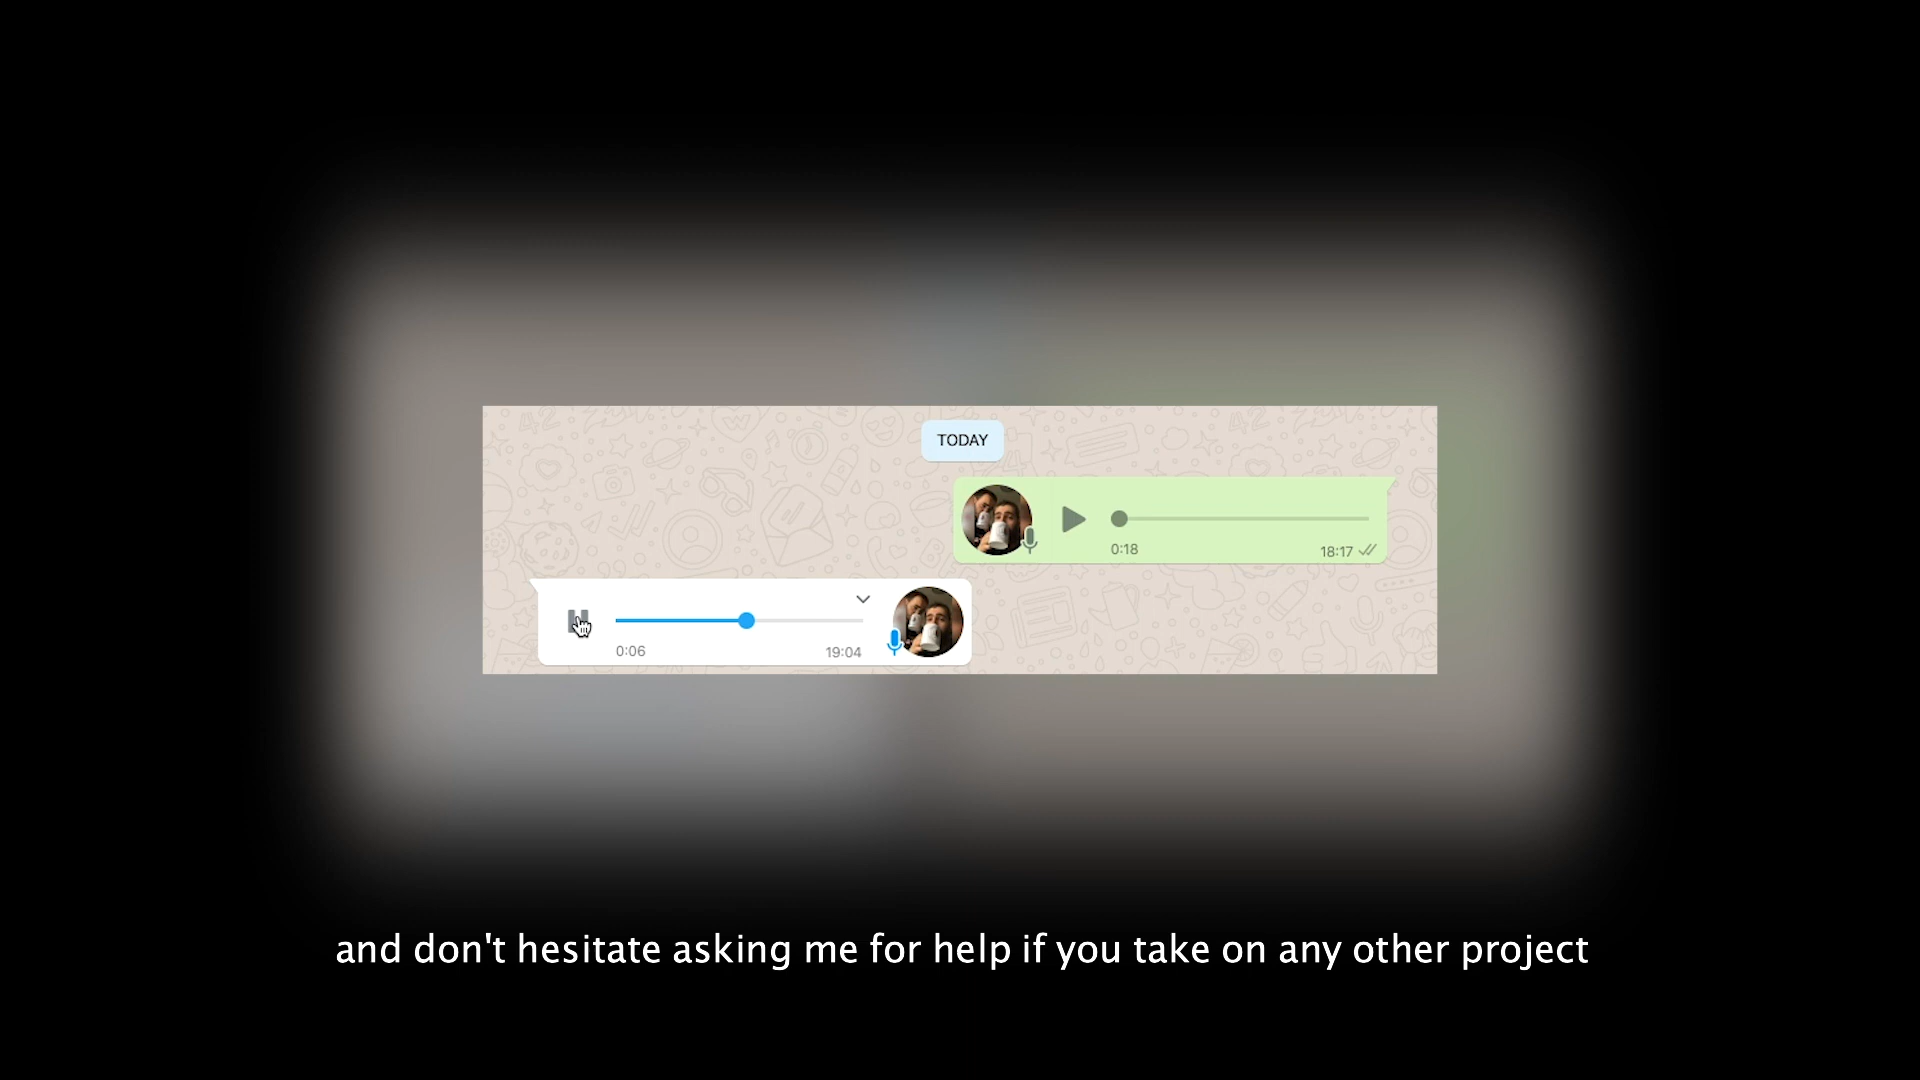 TODAY
0:18
18:17
0:06
19:04
and don't hesitate asking me for help if you take on any other project